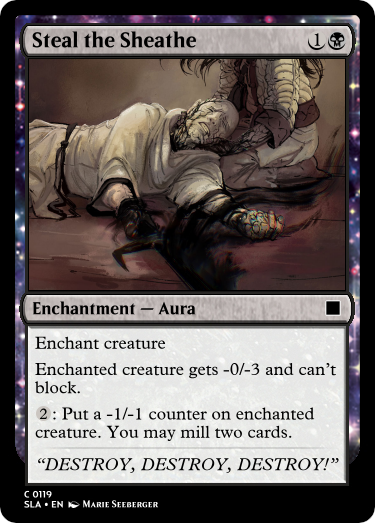 Steal the Sheathe 1
Enchantment — Aura
Enchant creature
Enchanted creature gets -0/-3 and can't
block.
2: Put a -1/-1 counter on enchanted
creature. You may mill two cards.
“DESTROY, DESTROY, DESTROY!”
C 0119
SLA • EN Marie Seeberger